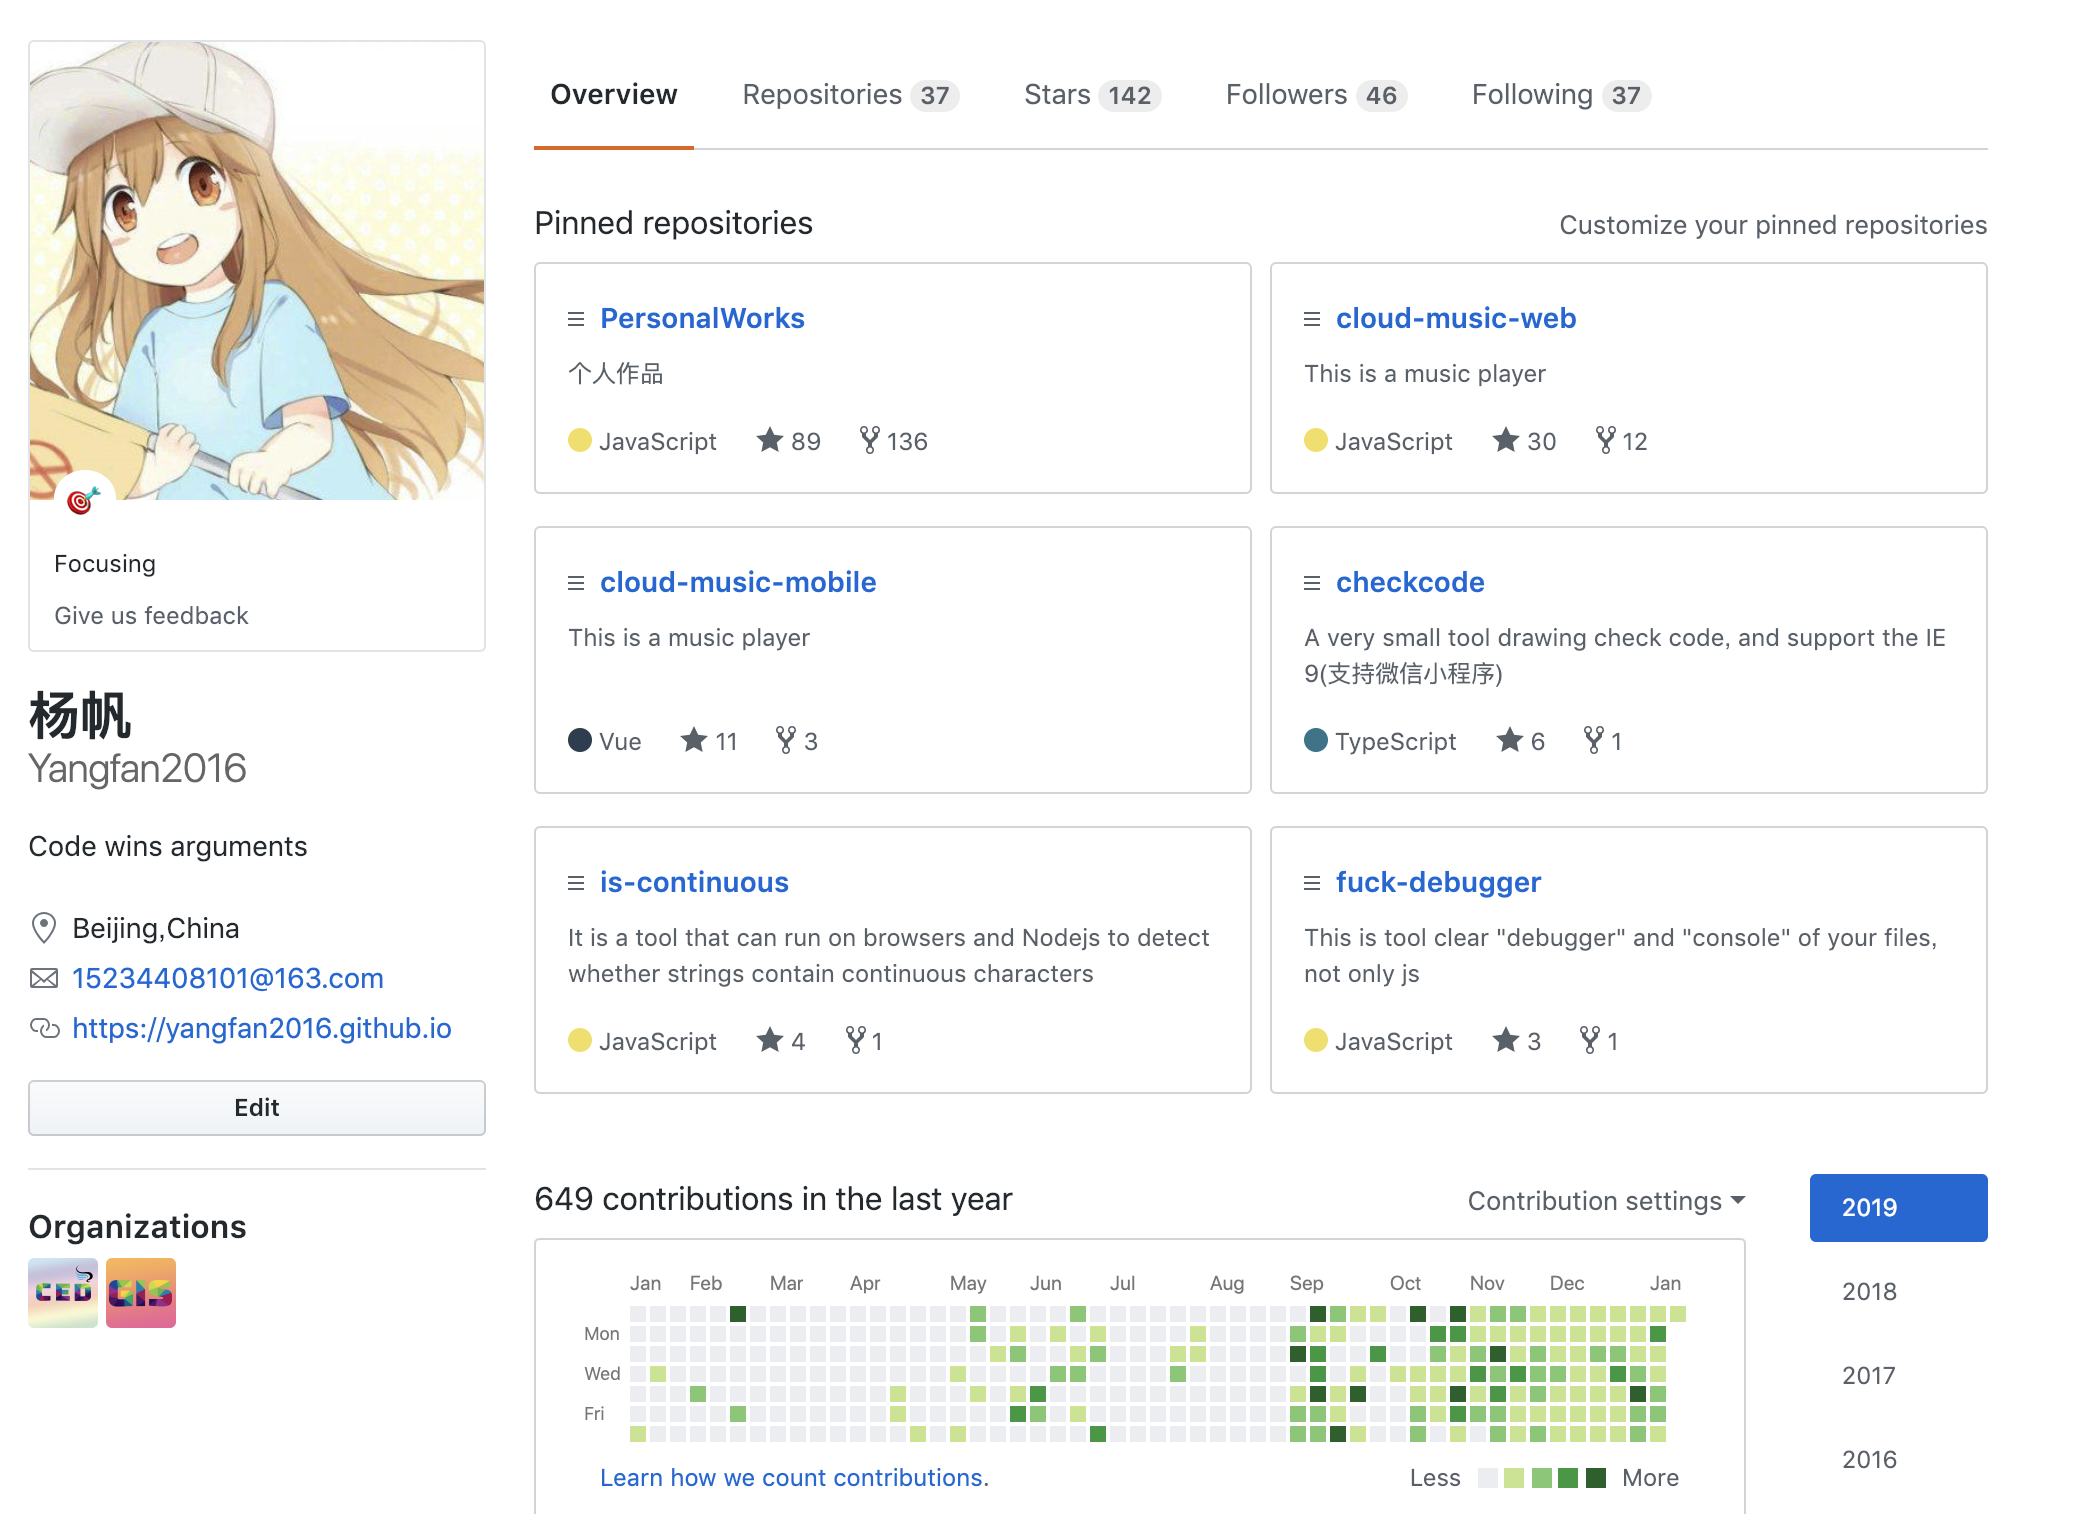 Overview
Repositories 37
Stars 142
Followers 46
Following 37
Pinned repositories
Customize your pinned repositories
PersonalWorks
个人作品
JavaScript 89 136
cloud-music-web
This is a music player
JavaScript 30 12
cloud-music-mobile
This is a music player
Vue 11 3
checkcode
A very small tool drawing check code, and support the IE
9(支持微信小程序)
TypeScript 6 1
is-continuous
It is a tool that can run on browsers and Nodejs to detect
whether strings contain continuous characters
JavaScript 4 1
fuck-debugger
This is tool clear "debugger" and "console" of your files,
not only js
JavaScript 3 1
Focusing
Give us feedback
杨帆
Yangfan2016
Code wins arguments
Beijing,China
15234408101@163.com
https://yangfan2016.github.io
Edit
Organizations
CED
GIS
649 contributions in the last year
Contribution settings
Jan Feb Mar Apr May Jun Jul Aug Sep Oct Nov Dec Jan
Mon
Wed
Fri
Learn how we count contributions.
Less More
2019
2018
2017
2016